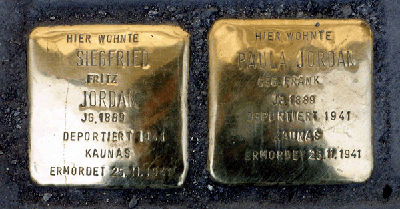 HIER WOHNTE
SIEGFRIED
FRITZ
JORDAN
JG. 1889
DEPORTIERT 1941
KAUNAS
ERMORDET 25.11.1941
HIER WOHNTE
PAULA JORDAN
GEB. FRANK
JG. 1889
DEPORTIERT 1941
KAUNAS
ERMORDET 25.11.1941